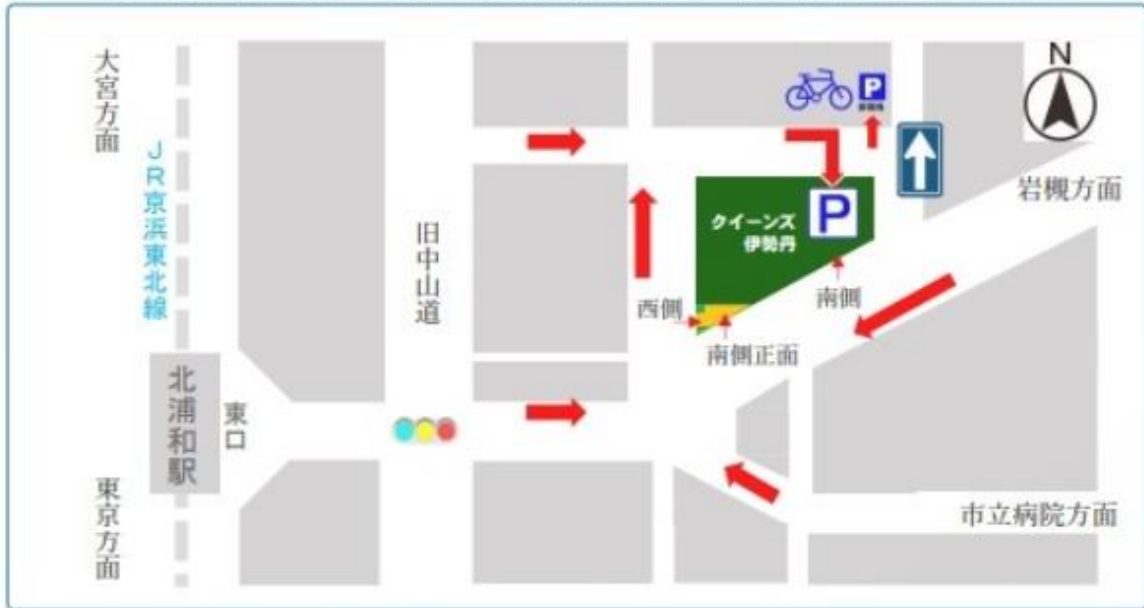 大宮方面
JR京浜東北線
北浦和駅
東口
東京方面
旧中山道
P
N
岩槻方面
クイーンズ
伊勢丹
P
西側
南側
南側正面
市立病院方面